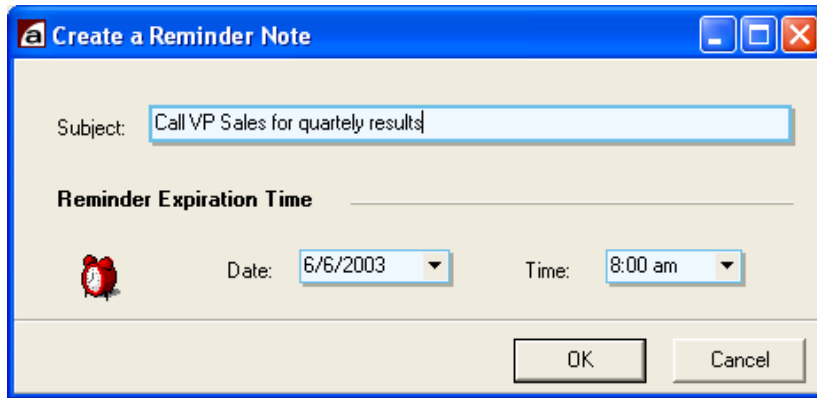 a Create a Reminder Note
Subject: Call VP Sales for quartely results
Reminder Expiration Time
Date: 6/6/2003 Time: 8:00 am
OK Cancel